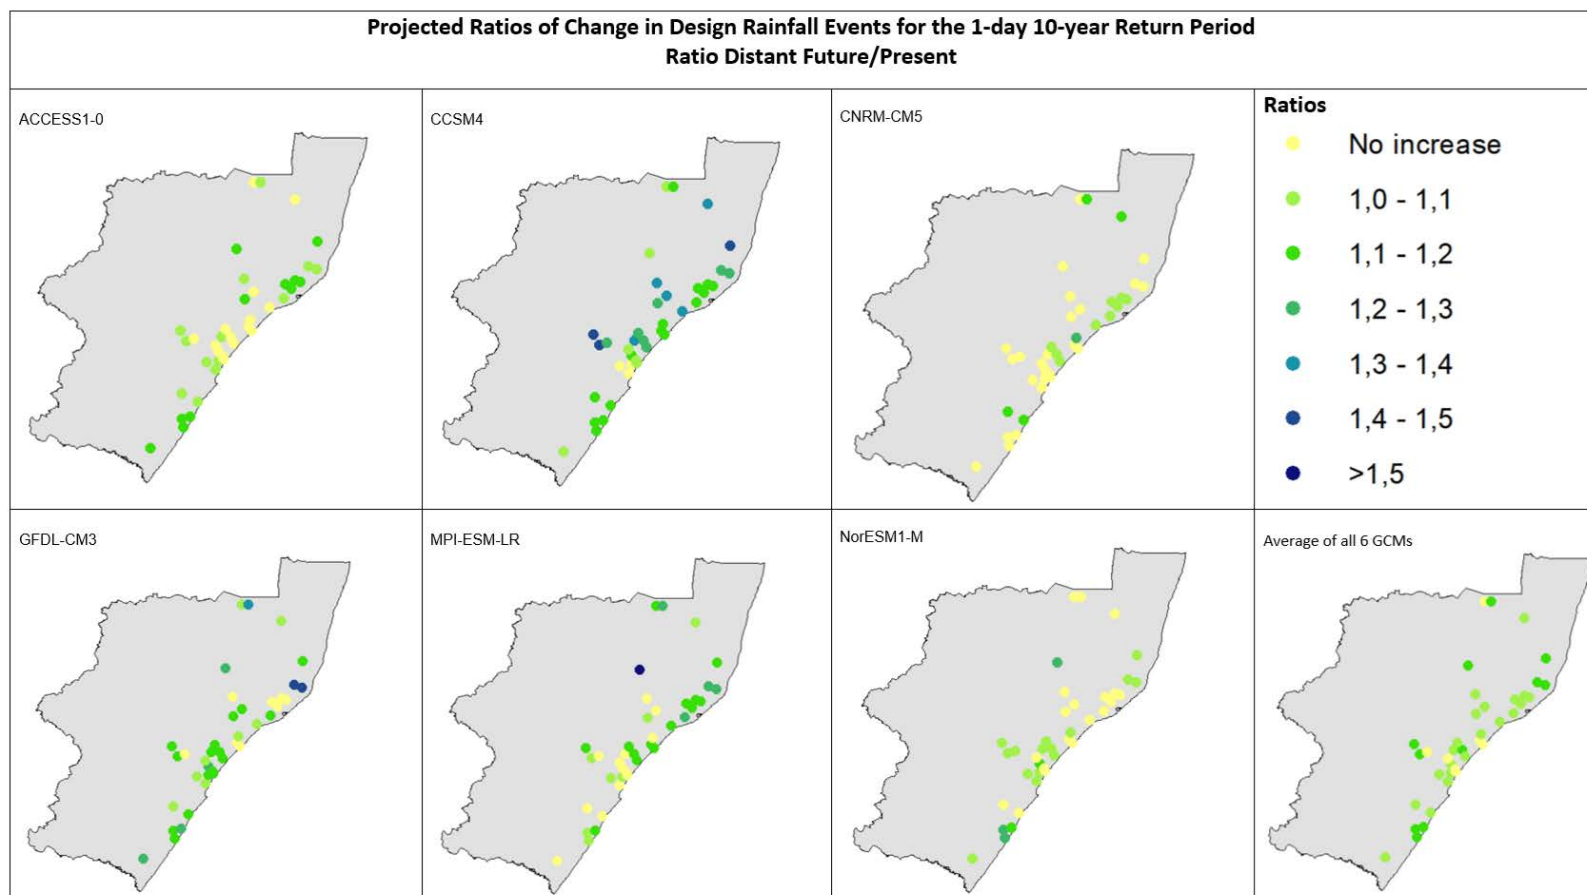 Projected Ratios of Change in Design Rainfall Events for the 1-day 10-year Return Period
Ratio Distant Future/Present
ACCESS1-0
CCSM4
CNRM-CM5
Ratios
No increase
1,0 - 1,1
1,1 - 1,2
1,2 - 1,3
1,3 - 1,4
1,4 - 1,5
>1,5
GFDL-CM3
MPI-ESM-LR
NorESM1-M
Average of all 6 GCMs